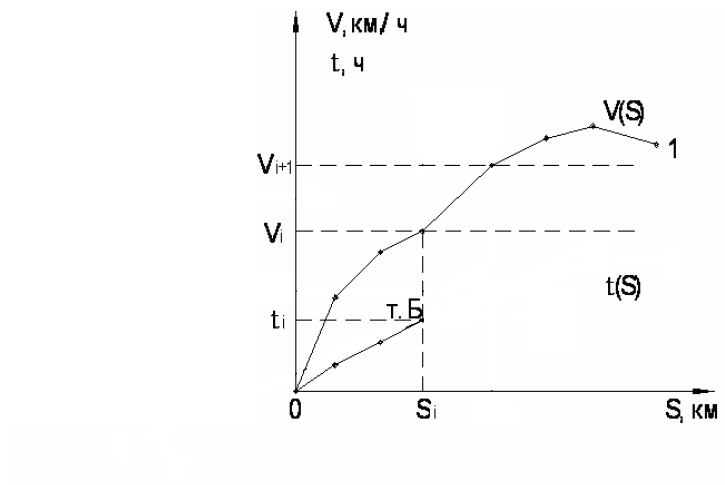 V, км/ч
t, ч
V(S)
1
Vi+1
Vi
t(S)
т. Б
ti
0
Si
S, км